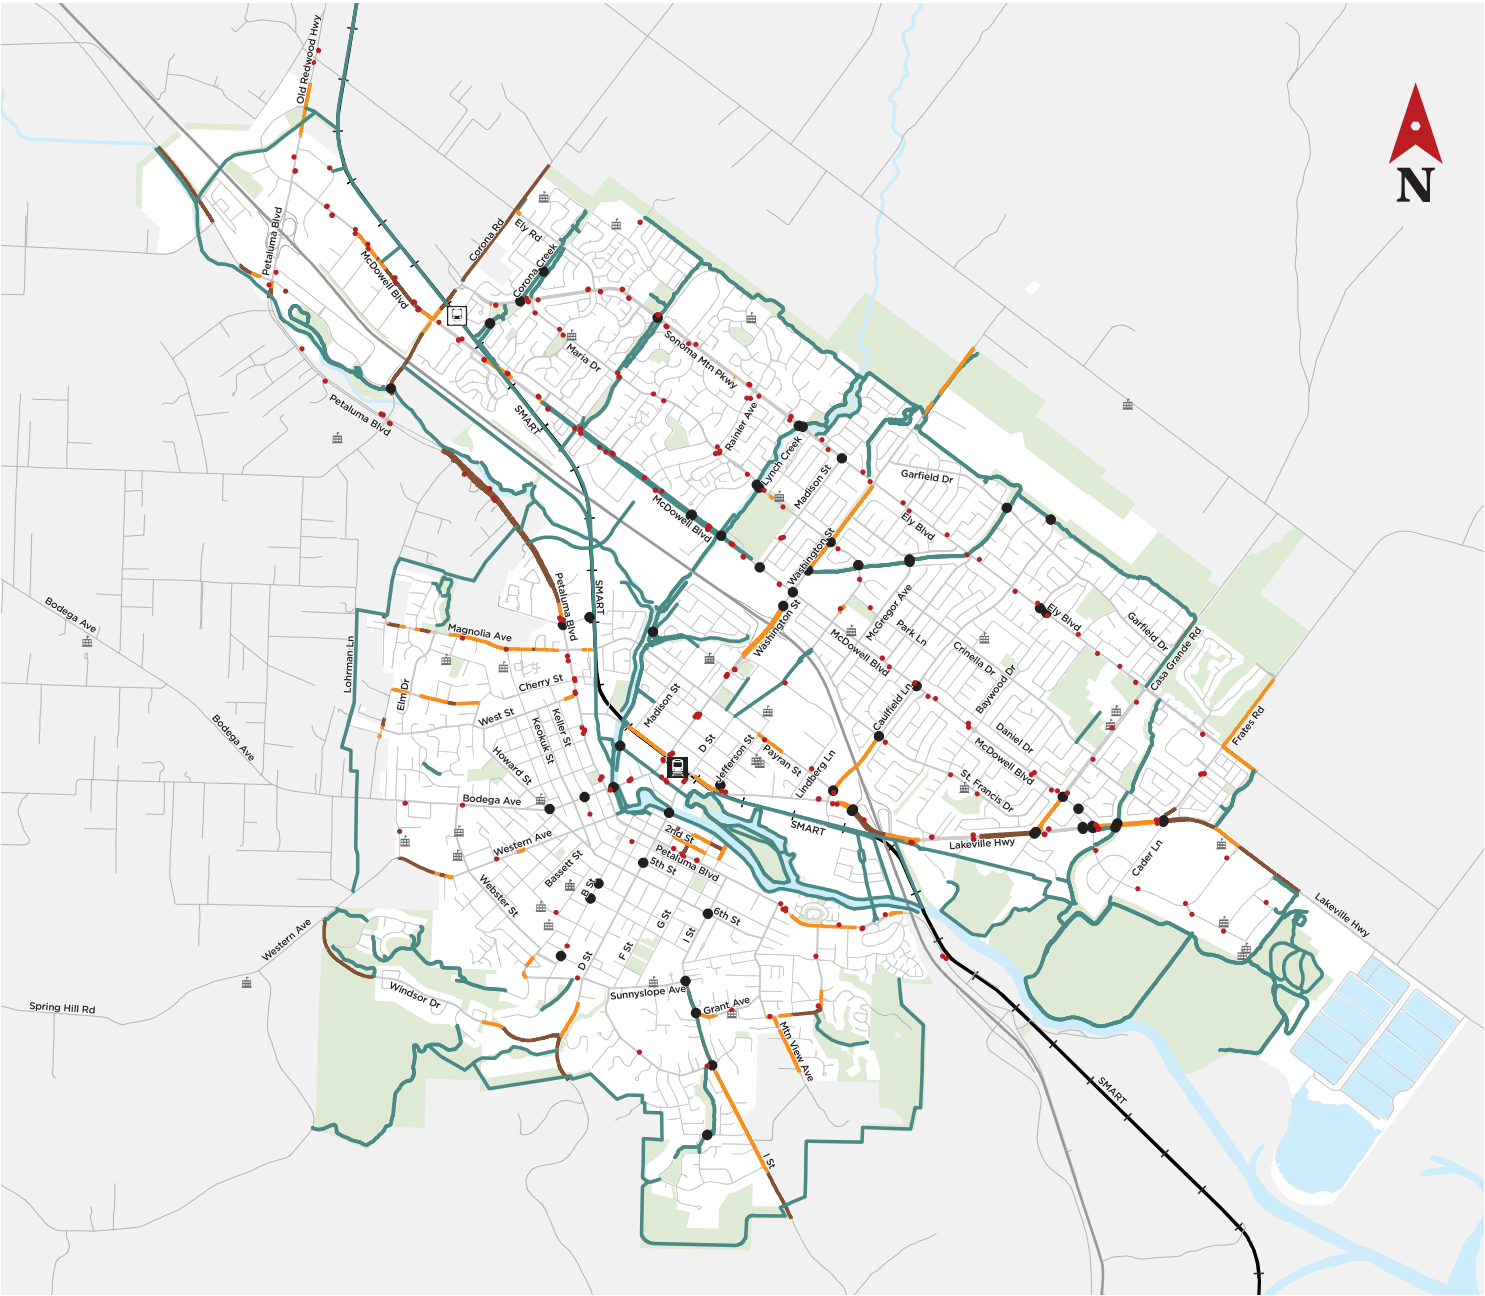 Old Redwood Hwy
N
Corona Rd
Ely Rd
Petaluma Blvd
McDowell Blvd
Corona Creek
Maria Dr
Sonoma Mtn Pkwy
Petaluma Blvd
SMART
Rainier Ave
Lynch Creek
Madison St
Garfield Dr
McDowell Blvd
Ely Blvd
Washington St
Petaluma Blvd
SMART
Bodega Ave
Magnolia Ave
Washington St
McGregor Ave
Park Ln
Ely Blvd
Garfield Dr
McDowell Blvd
Crinella Dr
Casa Grande Rd
Lohrman Ln
Elm Dr
Cherry St
Madison St
Caulfield Ln
Baywood Dr
West St
Keokuk St
Keller St
Bodega Ave
D St
Jefferson St
Payran St
Daniel Dr
Frates Rd
Howard St
Lindberg Ln
McDowell Blvd
St. Francis Dr
Bodega Ave
SMART
Western Ave
2nd St
Lakeville Hwy
Petaluma Blvd
5th St
Cader Ln
Bassett St
B St
Webster St
6th St
G St
Lakeville Hwy
Western Ave
I St
F St
D St
Windsor Dr
Sunnyslope Ave
Spring Hill Rd
Grant Ave
Mtn View Ave
SMART
I St